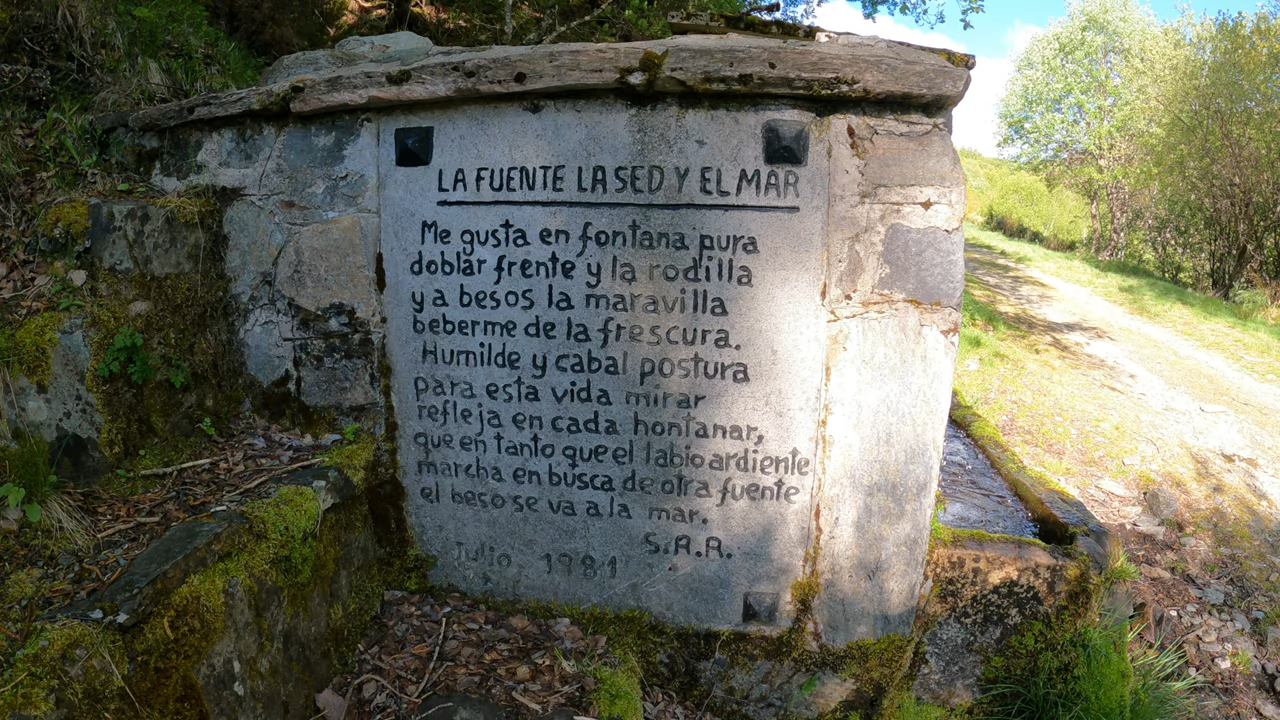 LA FUENTE LA SED Y EL MAR
Me gusta en fontana pura
doblar frente y la rodilla
y a besos la maravilla
beberme de la frescura.
Humilde y cabal postura
para esta vida mirar
refleja en cada hontanar,
que en tanto que el labio ardiente
marcha en busca de otra fuente
el beso se va a la mar.
S.A.R.
Julio 1981